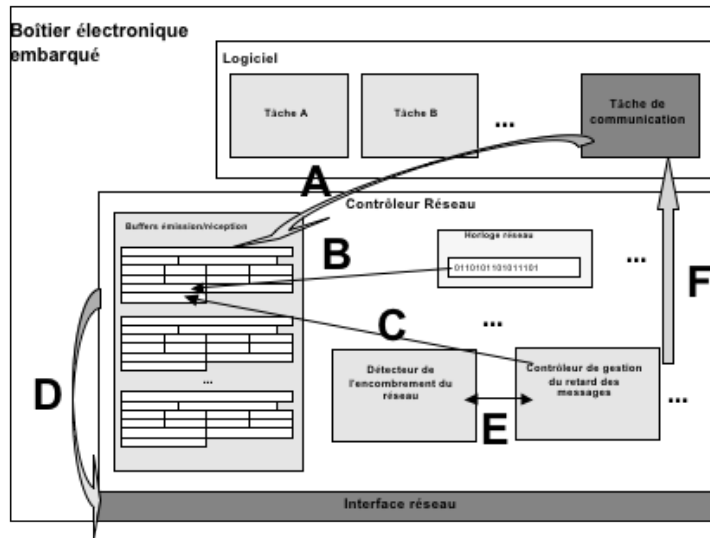 Boîtier électronique
embarqué
Logiciel
Tâche A
Tâche B
...
Tâche de
communication
A
Contrôleur Réseau
Buffers émission/réception
Horloge réseau
0110101101011101
...
B
F
...
C
Détecteur de
l'encombrement du
réseau
Contrôleur de gestion
du retard des
messages
...
...
D
E
Interface réseau